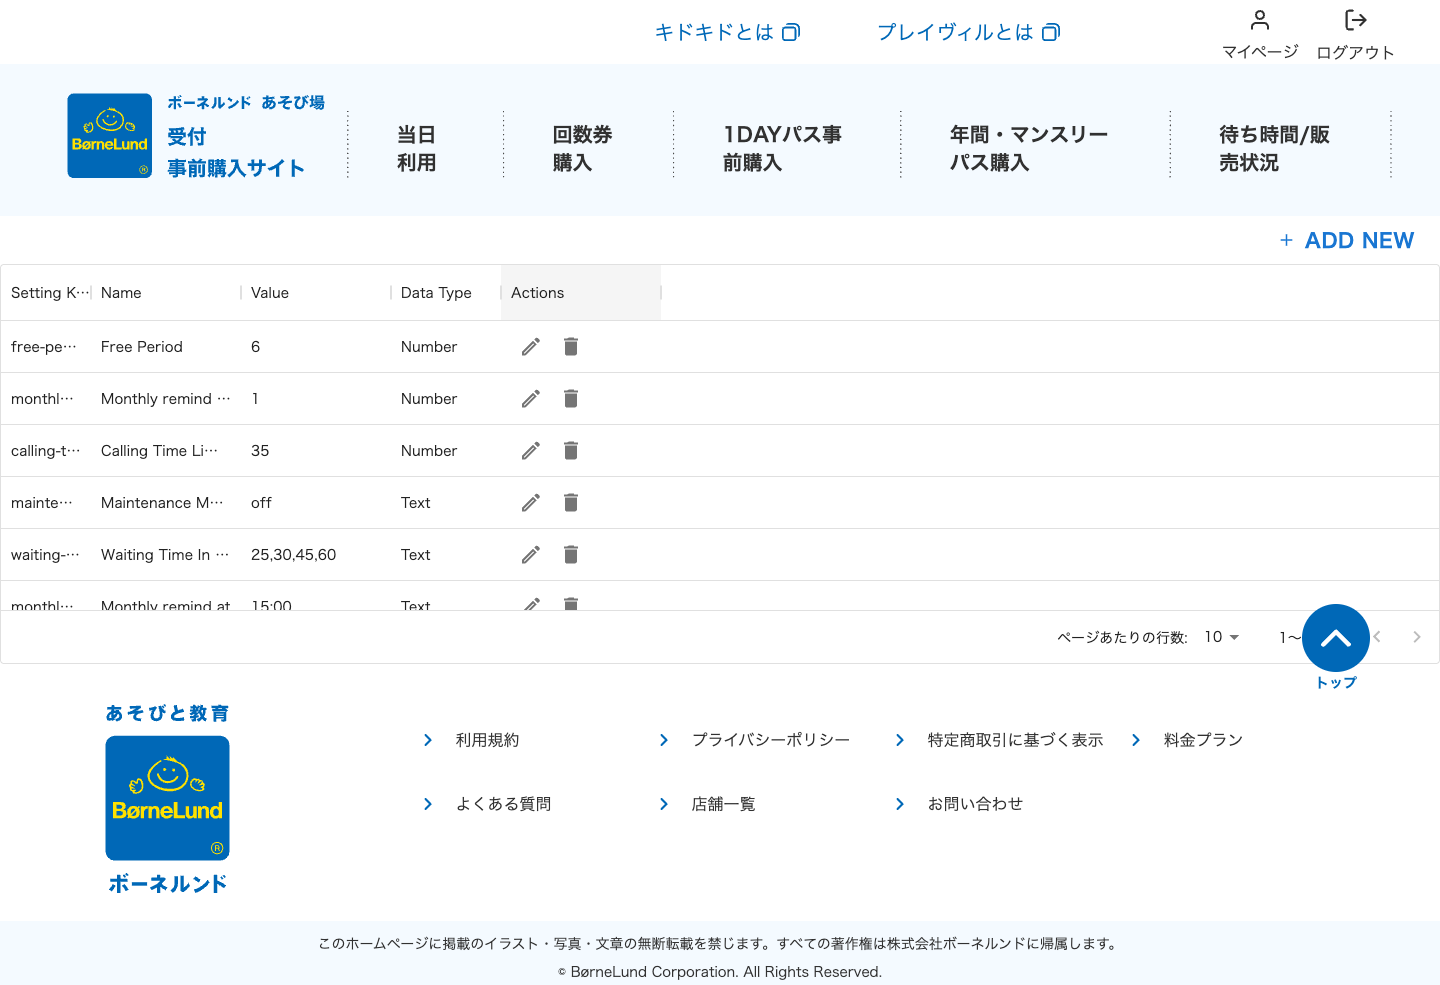 キドキドとは
プレイヴィルとは
マイページ
ログアウト
BørneLund
®
ボーネルンド あそび場
受付
事前購入サイト
当日
利用
回数券
購入
1DAYパス事
前購入
年間・マンスリー
パス購入
待ち時間/販
売状況
+ ADD NEW
Setting K… Name Value Data Type Actions
free-pe… Free Period 6 Number
monthl… Monthly remind … 1 Number
calling-t… Calling Time Li… 35 Number
mainte… Maintenance M… off Text
waiting-… Waiting Time In … 25,30,45,60 Text
monthl… Monthly remind at 15:00 Text
ページあたりの行数: 10 1～
トップ
あそびと教育
BørneLund
®
ボーネルンド
利用規約
プライバシーポリシー
特定商取引に基づく表示
料金プラン
よくある質問
店舗一覧
お問い合わせ
このホームページに掲載のイラスト・写真・文章の無断転載を禁じます。すべての著作権は株式会社ボーネルンドに帰属します。
© BørneLund Corporation. All Rights Reserved.